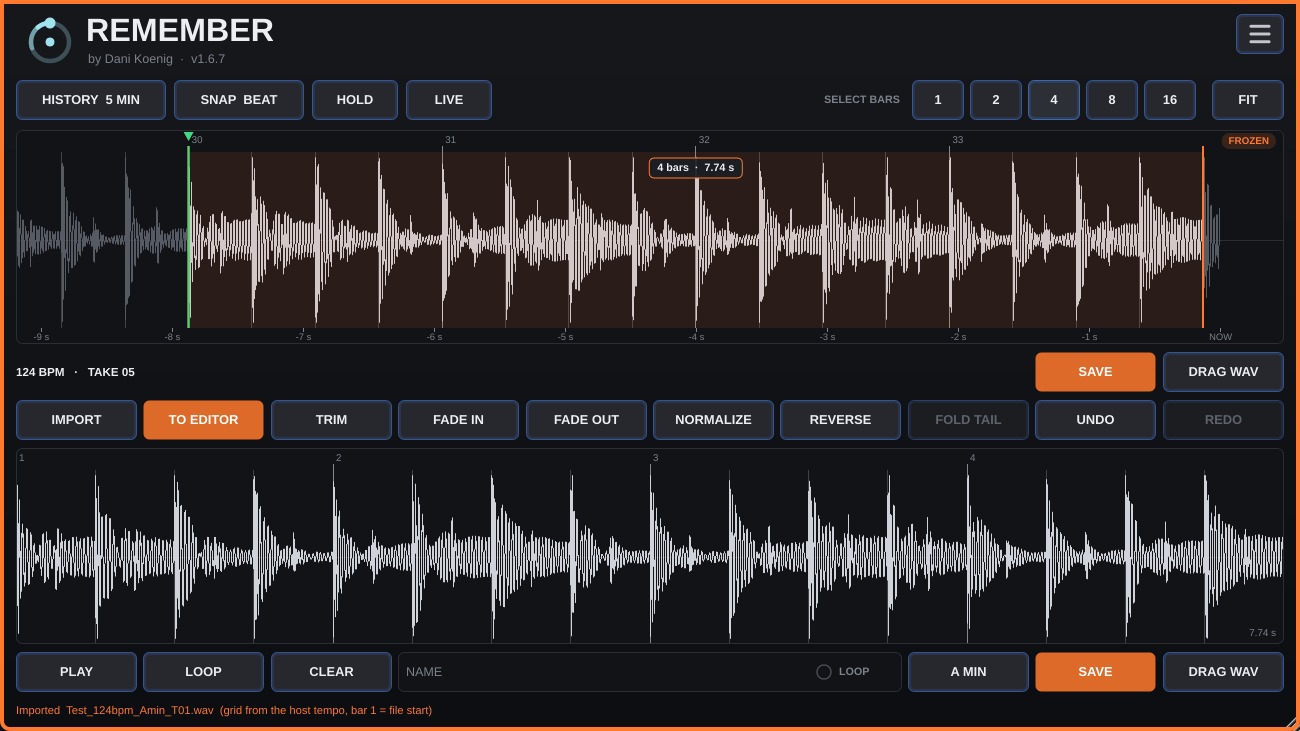 REMEMBER
by Dani Koenig · v1.6.7
HISTORY 5 MIN SNAP BEAT HOLD LIVE SELECT BARS 1 2 4 8 16 FIT
30 31 32 33 FROZEN
4 bars · 7.74 s
-9 s -8 s -7 s -6 s -5 s -4 s -3 s -2 s -1 s NOW
124 BPM · TAKE 05 SAVE DRAG WAV
IMPORT TO EDITOR TRIM FADE IN FADE OUT NORMALIZE REVERSE FOLD TAIL UNDO REDO
1 2 3 4
7.74 s
PLAY LOOP CLEAR NAME LOOP A MIN SAVE DRAG WAV
Imported Test_124bpm_Amin_T01.wav (grid from the host tempo, bar 1 = file start)